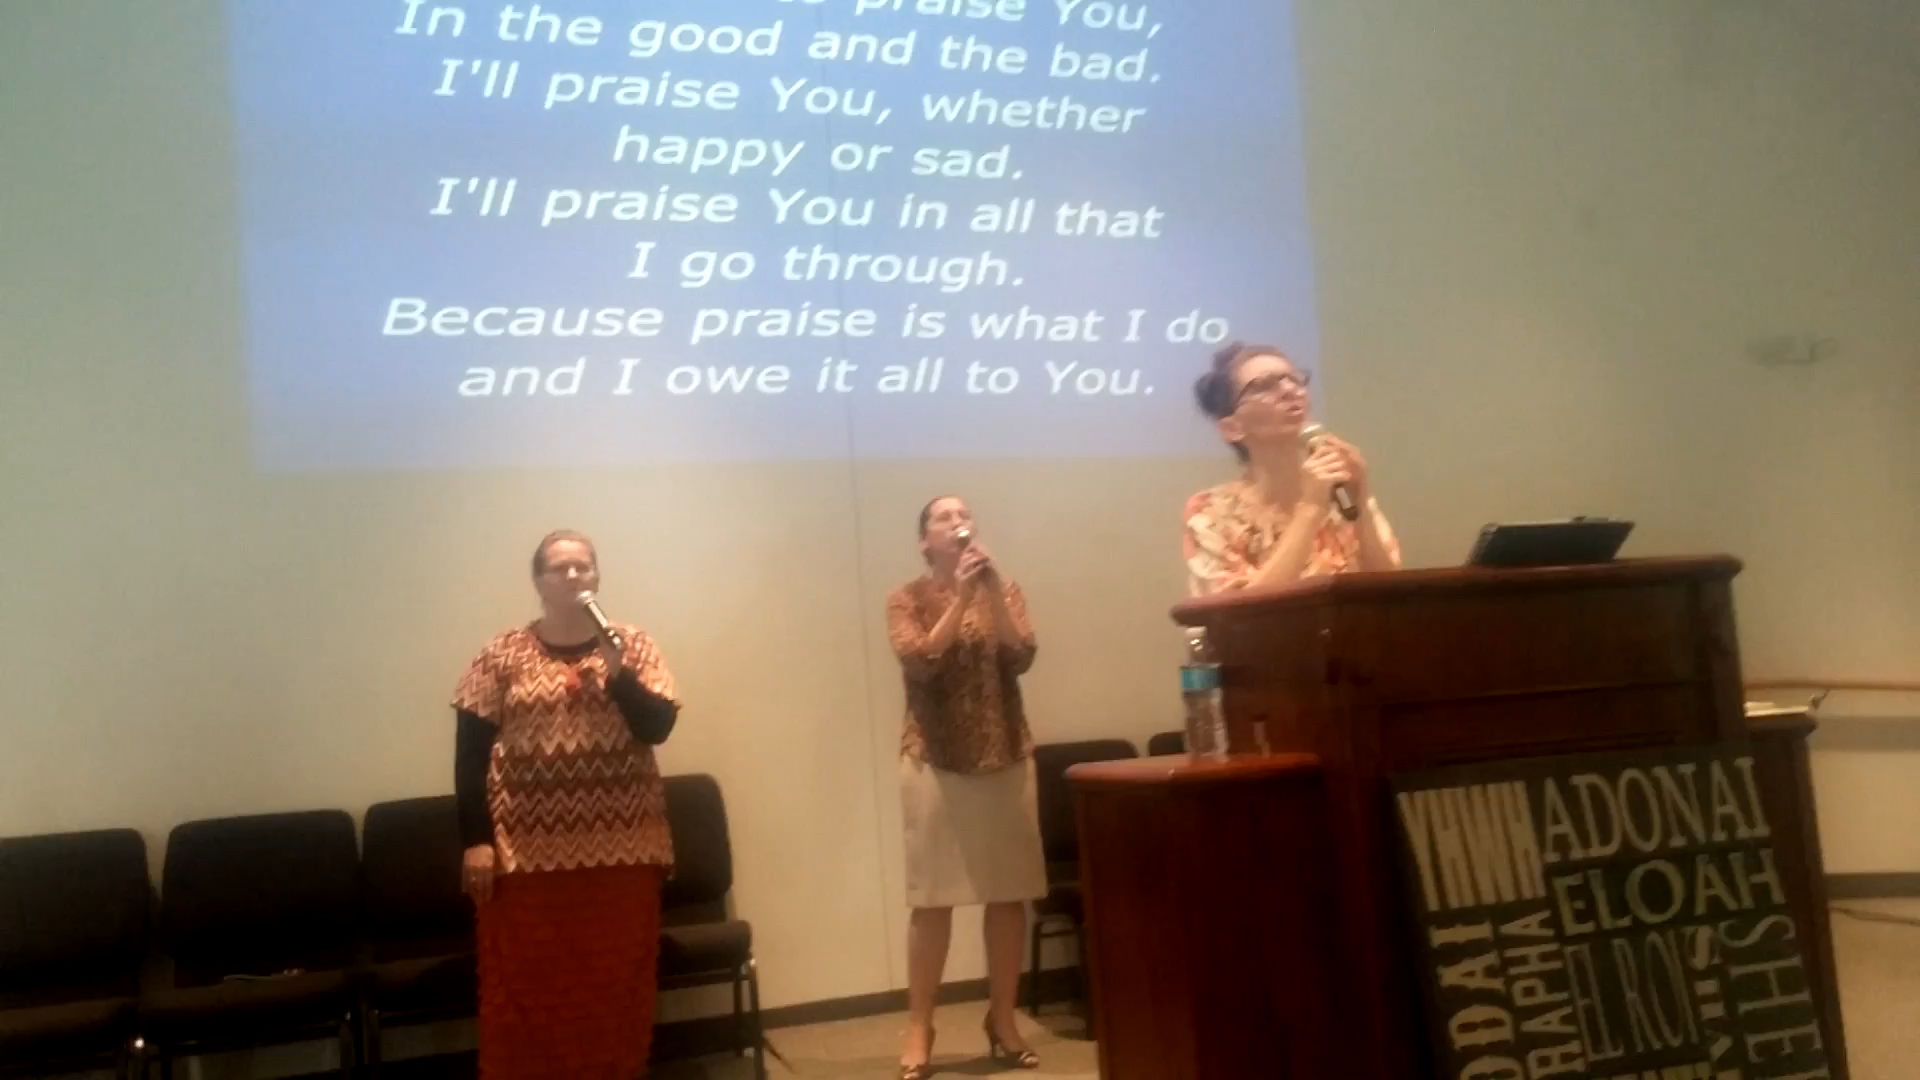 praise You,
In the good and the bad.
I'll praise You, whether
happy or sad.
I'll praise You in all that
I go through.
Because praise is what I do
and I owe it all to You.
YHWH
ADONAI
ELOAH
RAPHA
EL ROI